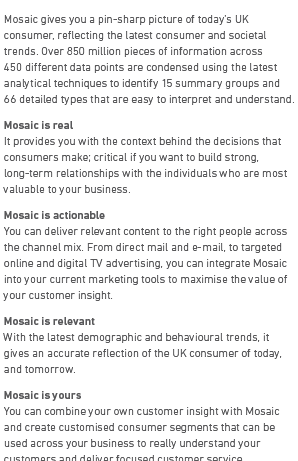 Mosaic gives you a pin-sharp picture of today's UK
consumer, reflecting the latest consumer and societal
trends. Over 850 million pieces of information across
450 different data points are condensed using the latest
analytical techniques to identify 15 summary groups and
66 detailed types that are easy to interpret and understand.
Mosaic is real
It provides you with the context behind the decisions that
consumers make; critical if you want to build strong,
long-term relationships with the individuals who are most
valuable to your business.
Mosaic is actionable
You can deliver relevant content to the right people across
the channel mix. From direct mail and e-mail, to targeted
online and digital TV advertising, you can integrate Mosaic
into your current marketing tools to maximise the value of
your customer insight.
Mosaic is relevant
With the latest demographic and behavioural trends, it
gives an accurate reflection of the UK consumer of today,
and tomorrow.
Mosaic is yours
You can combine your own customer insight with Mosaic
and create customised consumer segments that can be
used across your business to really understand your
customers and deliver focused customer service